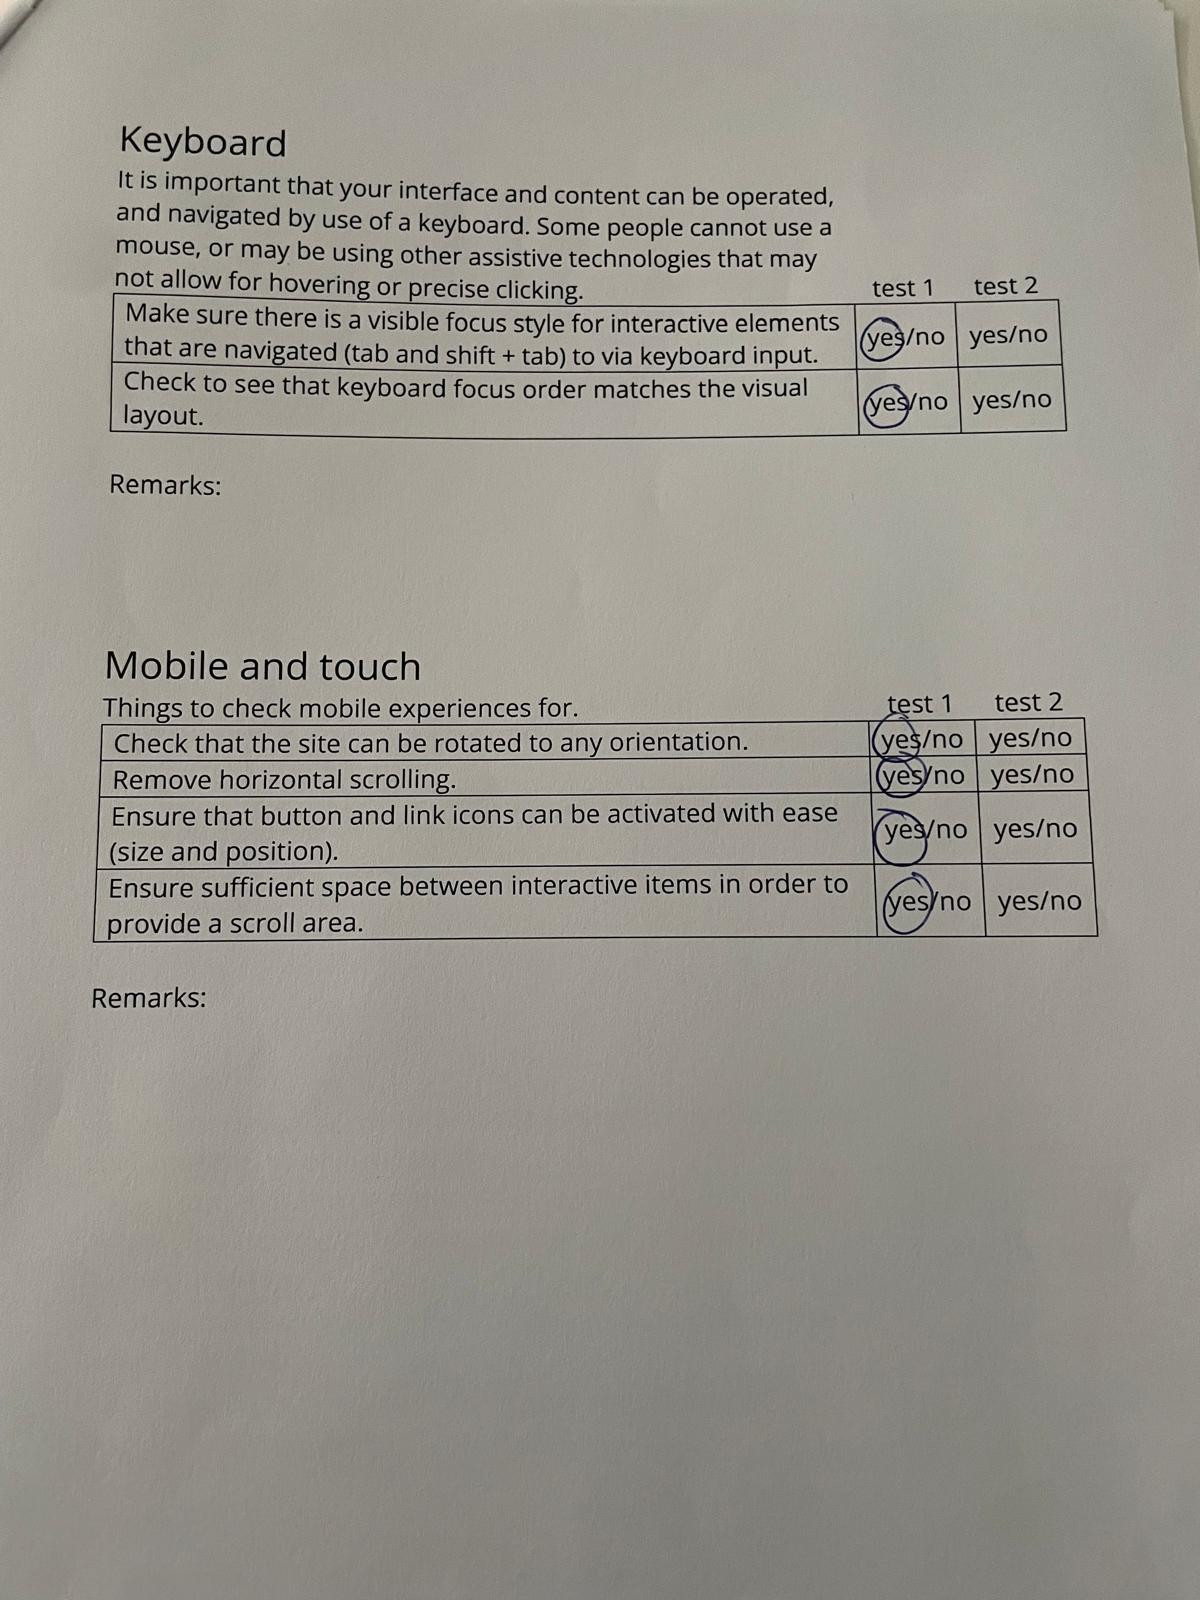 Keyboard
It is important that your interface and content can be operated,
and navigated by use of a keyboard. Some people cannot use a
mouse, or may be using other assistive technologies that may
not allow for hovering or precise clicking.
test 1 test 2
Make sure there is a visible focus style for interactive elements
that are navigated (tab and shift + tab) to via keyboard input.
yes/no yes/no
Check to see that keyboard focus order matches the visual
layout.
yes/no yes/no
Remarks:
Mobile and touch
Things to check mobile experiences for.
test 1 test 2
Check that the site can be rotated to any orientation. yes/no yes/no
Remove horizontal scrolling. yes/no yes/no
Ensure that button and link icons can be activated with ease
(size and position).
yes/no yes/no
Ensure sufficient space between interactive items in order to
provide a scroll area.
yes/no yes/no
Remarks: